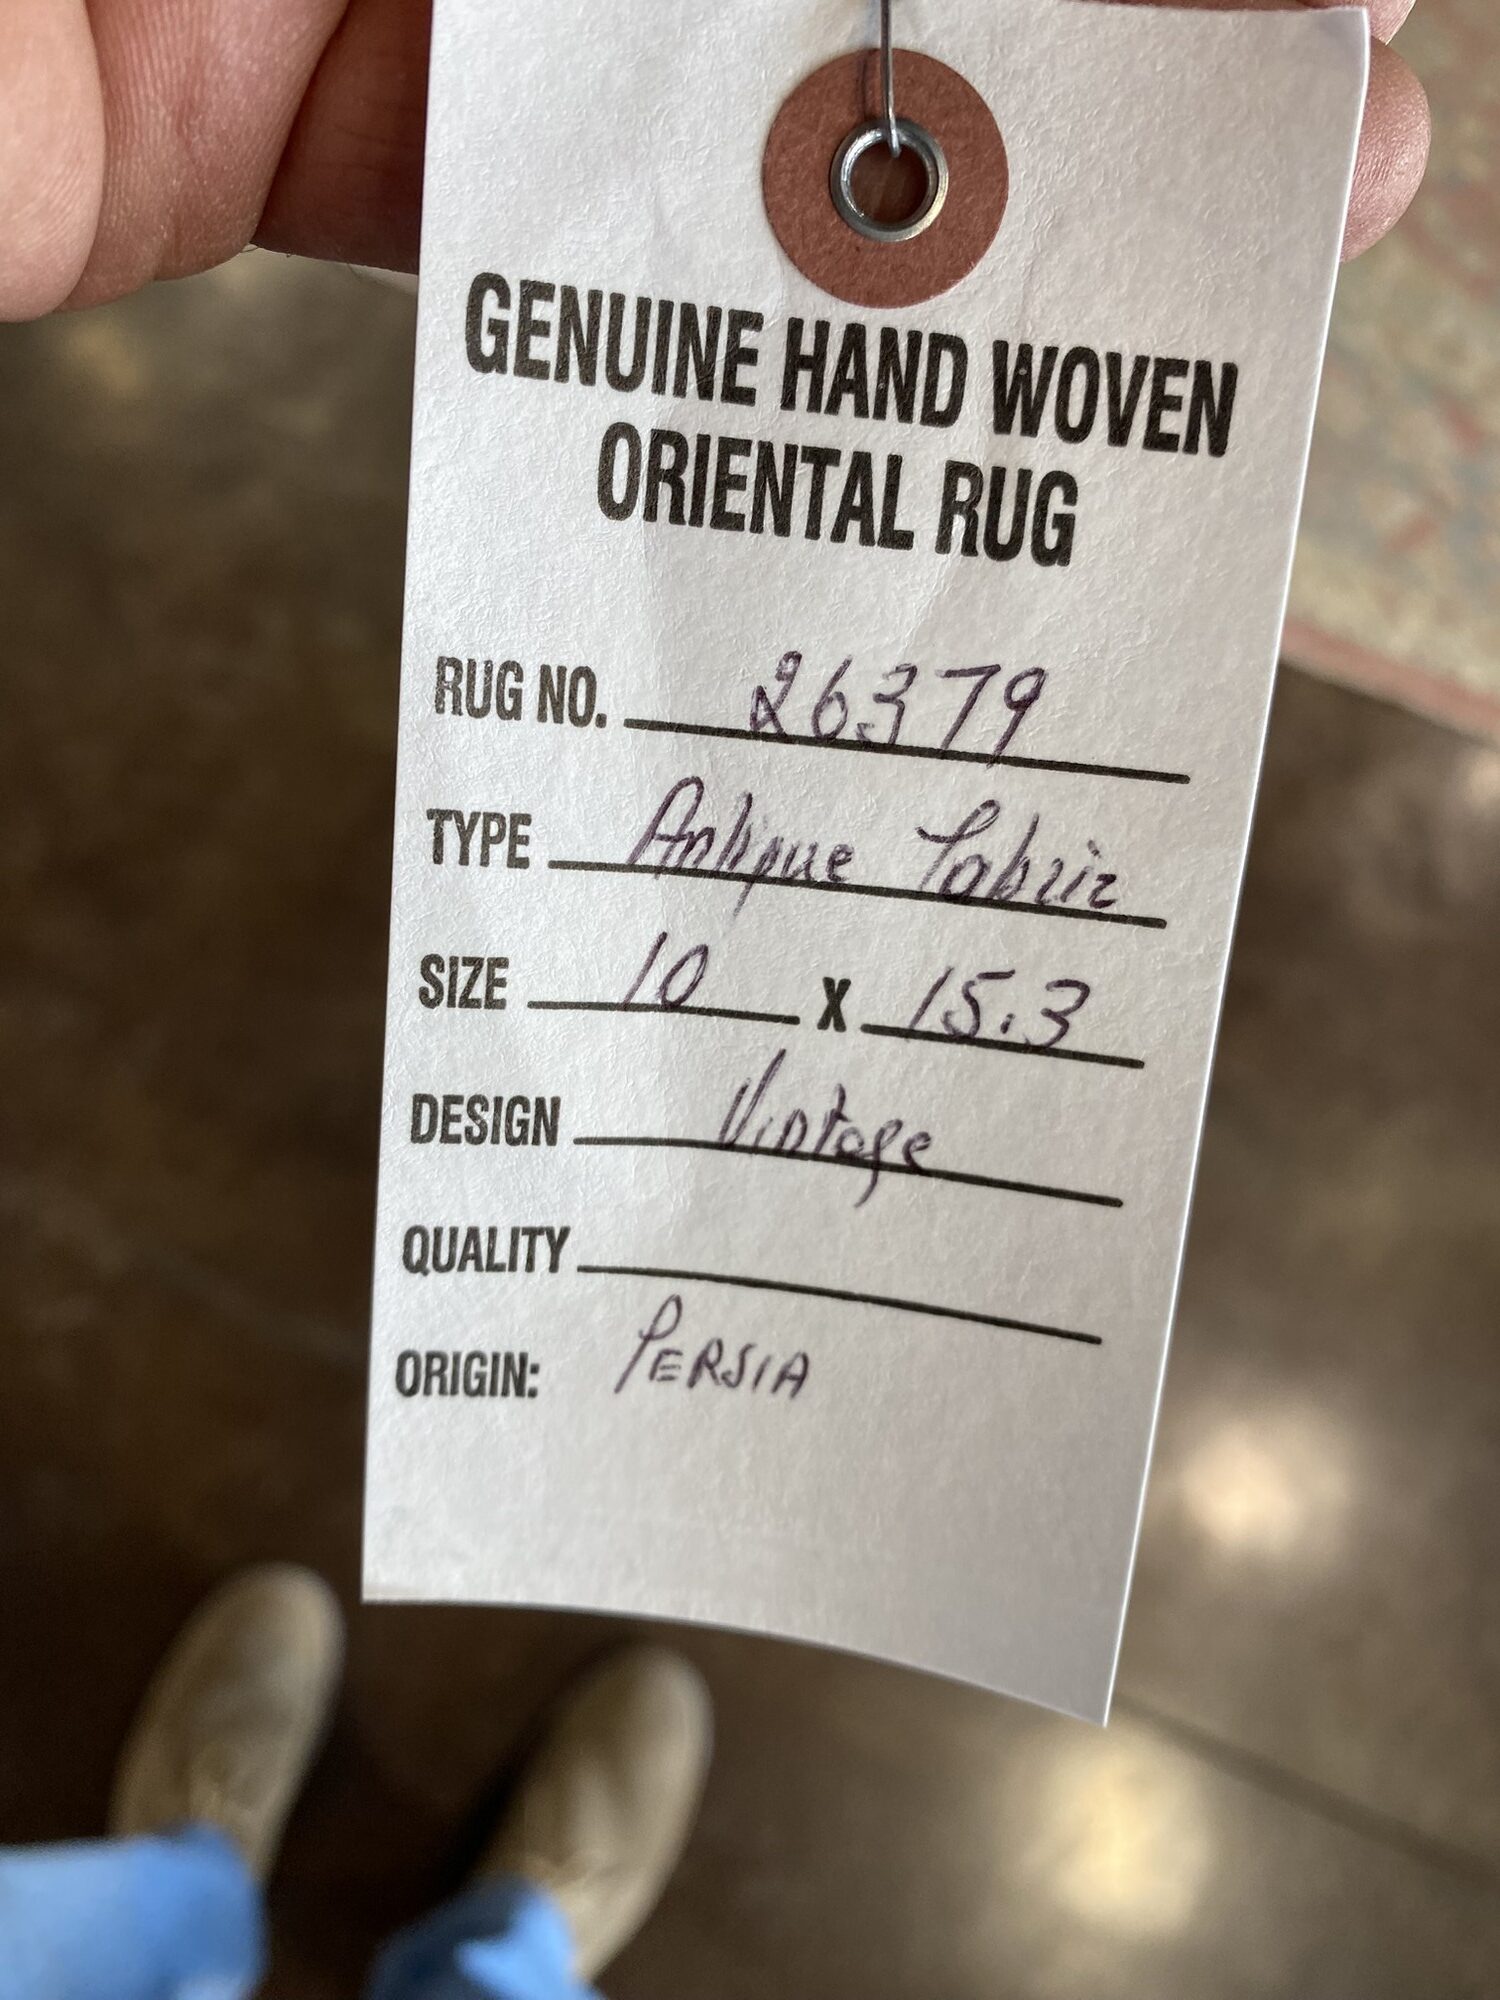 GENUINE HAND WOVEN
ORIENTAL RUG
RUG NO. 26379
TYPE Antique Tabriz
SIZE 10 X 15.3
DESIGN Vintage
QUALITY
ORIGIN: PERSIA